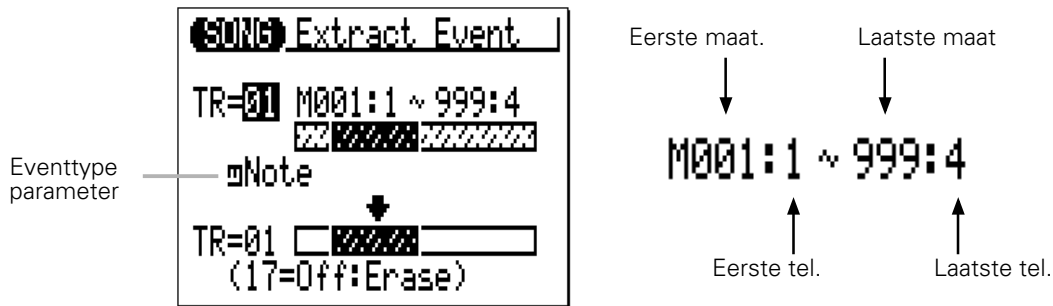 SONG Extract Event
TR=01 M001:1 ~ 999:4
Eventtype
parameter
mNote
TR=01
(17=Off:Erase)
Eerste maat.
Laatste maat
M001:1 ~ 999:4
Eerste tel.
Laatste tel.